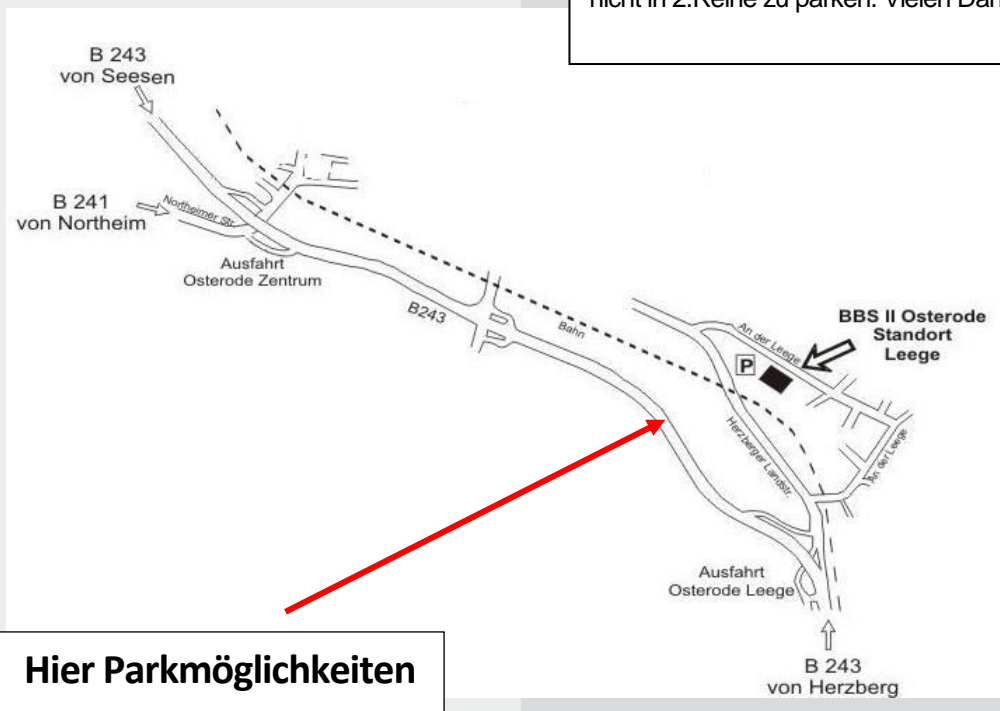 nicht in 2.Reihe zu parken. Vielen Dan
B 243
von Seesen
B 241
von Northeim
Northeimer Str.
Ausfahrt
Osterode Zentrum
B243
Bahn
An der Leege
BBS II Osterode
Standort
Leege
P
Herzberger Landstr.
An der Leege
Ausfahrt
Osterode Leege
Hier Parkmöglichkeiten
B 243
von Herzberg